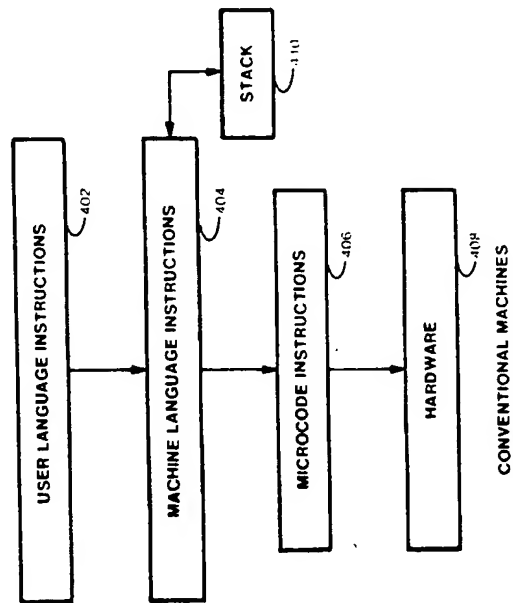 USER LANGUAGE INSTRUCTIONS
402
MACHINE LANGUAGE INSTRUCTIONS
404
STACK
410
MICROCODE INSTRUCTIONS
406
HARDWARE
408
CONVENTIONAL MACHINES